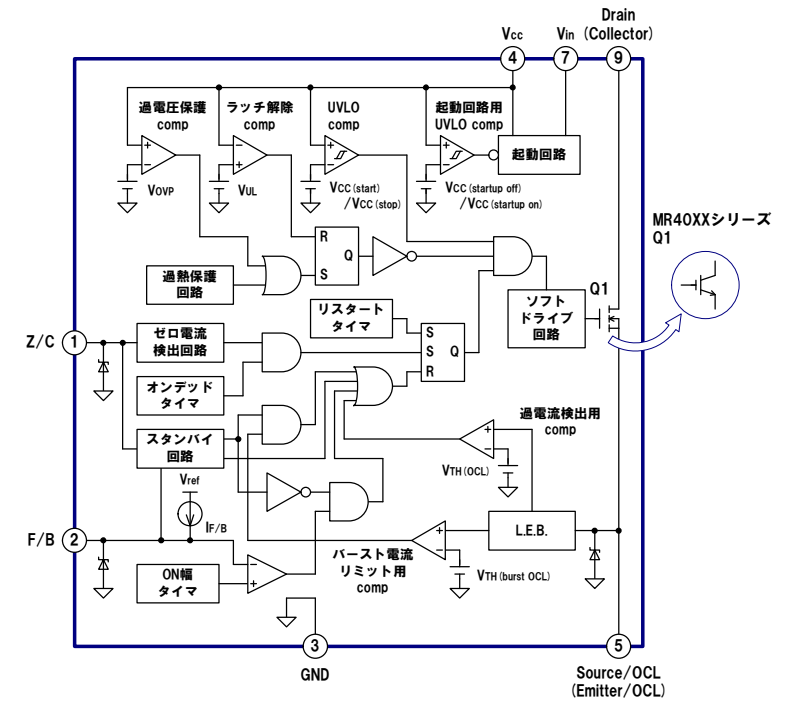 Drain
(Collector)
Vcc
Vin
4
7
9
過電圧保護
comp
ラッチ解除
comp
UVLO
comp
起動回路用
UVLO comp
+
−
−
+
+
−
+
−
起動回路
VOVP
VUL
VCC (start)
/VCC (stop)
VCC (startup off)
/VCC (startup on)
MR40XXシリーズ
Q1
R
S
Q
過熱保護
回路
リスタート
タイマ
ソフト
ドライブ
回路
Q1
Z/C
1
ゼロ電流
検出回路
S
S
R
Q
オンデッド
タイマ
スタンバイ
回路
過電流検出用
comp
+
−
VTH (OCL)
Vref
IF/B
F/B
2
L.E.B.
+
−
バースト電流
リミット用
comp
VTH (burst OCL)
ON幅
タイマ
−
+
3
GND
5
Source/OCL
(Emitter/OCL)